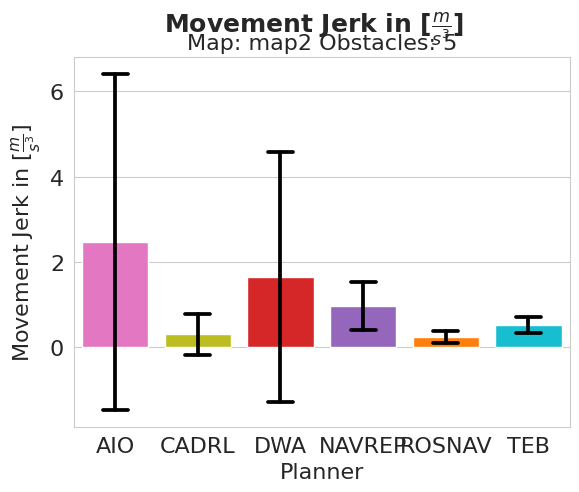 Movement Jerk in [m/s³]
Map: map2 Obstacles: 5
Movement Jerk in [m/s³]
6
4
2
0
AIO CADRL DWA NAVREP ROSNAV TEB
Planner